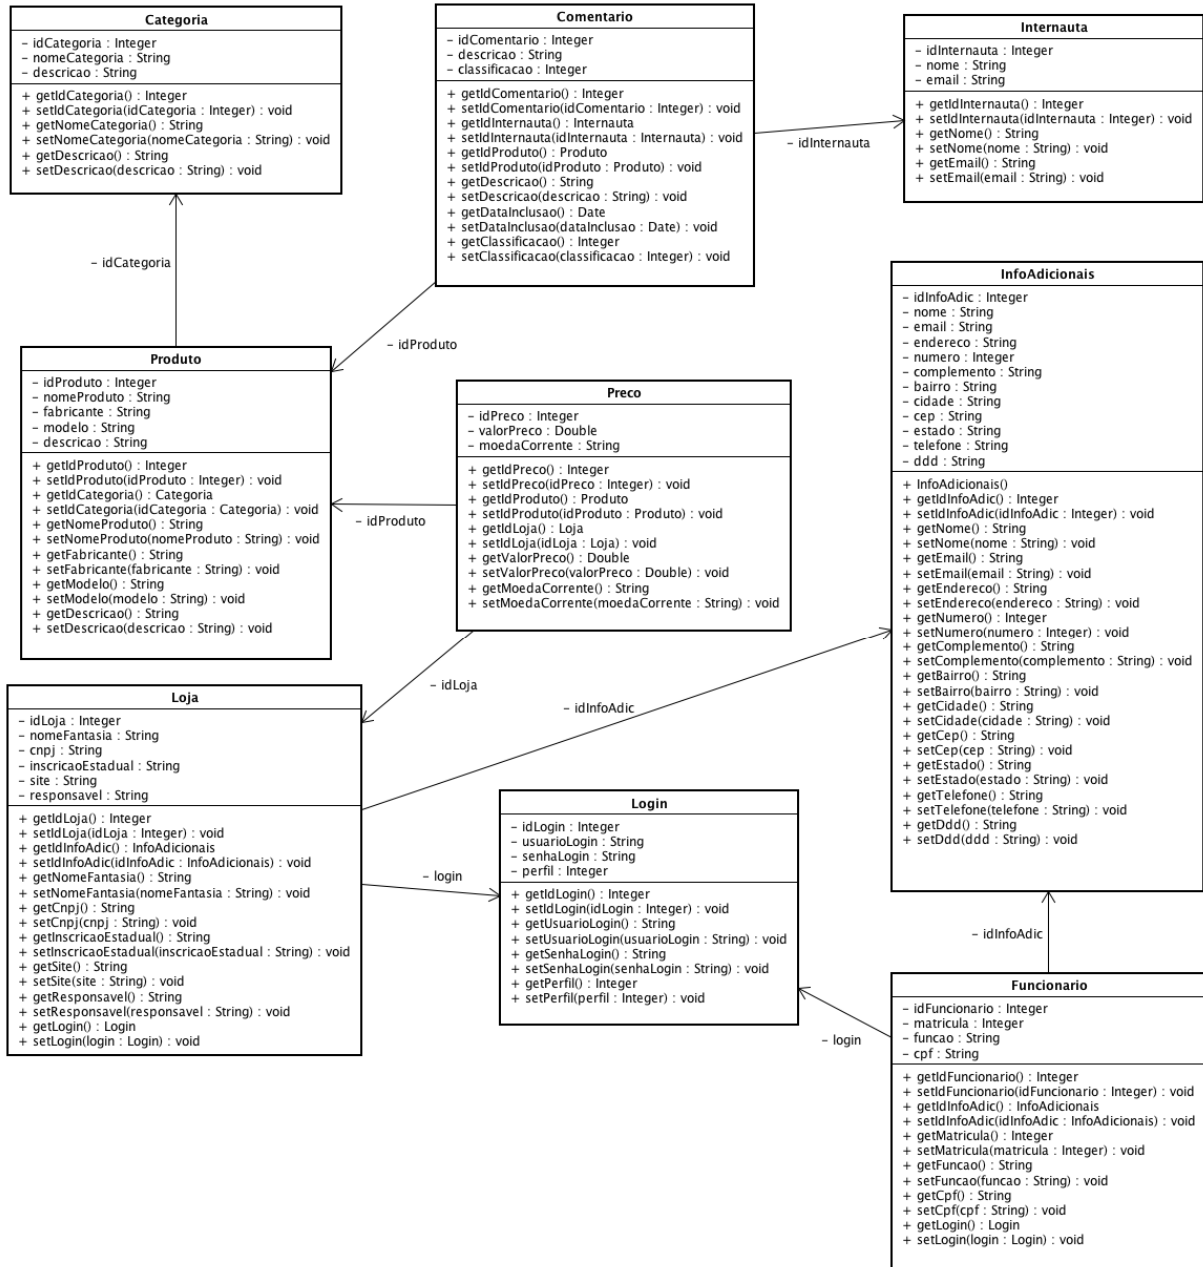 Categoria
– idCategoria : Integer
– nomeCategoria : String
– descricao : String
+ getIdCategoria() : Integer
+ setIdCategoria(idCategoria : Integer) : void
+ getNomeCategoria() : String
+ setNomeCategoria(nomeCategoria : String) : void
+ getDescricao() : String
+ setDescricao(descricao : String) : void
Comentario
– idComentario : Integer
– descricao : String
– classificacao : Integer
+ getIdComentario() : Integer
+ setIdComentario(idComentario : Integer) : void
+ getIdInternauta() : Internauta
+ setIdInternauta(idInternauta : Internauta) : void
+ getIdProduto() : Produto
+ setIdProduto(idProduto : Produto) : void
+ getDescricao() : String
+ setDescricao(descricao : String) : void
+ getDataInclusao() : Date
+ setDataInclusao(dataInclusao : Date) : void
+ getClassificacao() : Integer
+ setClassificacao(classificacao : Integer) : void
– idInternauta
Internauta
– idInternauta : Integer
– nome : String
– email : String
+ getIdInternauta() : Integer
+ setIdInternauta(idInternauta : Integer) : void
+ getNome() : String
+ setNome(nome : String) : void
+ getEmail() : String
+ setEmail(email : String) : void
– idCategoria
– idProduto
Produto
– idProduto : Integer
– nomeProduto : String
– fabricante : String
– modelo : String
– descricao : String
+ getIdProduto() : Integer
+ setIdProduto(idProduto : Integer) : void
+ getIdCategoria() : Categoria
+ setIdCategoria(idCategoria : Categoria) : void
+ getNomeProduto() : String
+ setNomeProduto(nomeProduto : String) : void
+ getFabricante() : String
+ setFabricante(fabricante : String) : void
+ getModelo() : String
+ setModelo(modelo : String) : void
+ getDescricao() : String
+ setDescricao(descricao : String) : void
– idProduto
Preco
– idPreco : Integer
– valorPreco : Double
– moedaCorrente : String
+ getIdPreco() : Integer
+ setIdPreco(idPreco : Integer) : void
+ getIdProduto() : Produto
+ setIdProduto(idProduto : Produto) : void
+ getIdLoja() : Loja
+ setIdLoja(idLoja : Loja) : void
+ getValorPreco() : Double
+ setValorPreco(valorPreco : Double) : void
+ getMoedaCorrente() : String
+ setMoedaCorrente(moedaCorrente : String) : void
InfoAdicionais
– idInfoAdic : Integer
– nome : String
– email : String
– endereco : String
– numero : Integer
– complemento : String
– bairro : String
– cidade : String
– cep : String
– estado : String
– telefone : String
– ddd : String
+ InfoAdicionais()
+ getIdInfoAdic() : Integer
+ setIdInfoAdic(idInfoAdic : Integer) : void
+ getNome() : String
+ setNome(nome : String) : void
+ getEmail() : String
+ setEmail(email : String) : void
+ getEndereco() : String
+ setEndereco(endereco : String) : void
+ getNumero() : Integer
+ setNumero(numero : Integer) : void
+ getComplemento() : String
+ setComplemento(complemento : String) : void
+ getBairro() : String
+ setBairro(bairro : String) : void
+ getCidade() : String
+ setCidade(cidade : String) : void
+ getCep() : String
+ setCep(cep : String) : void
+ getEstado() : String
+ setEstado(estado : String) : void
+ getTelefone() : String
+ setTelefone(telefone : String) : void
+ getDdd() : String
+ setDdd(ddd : String) : void
– idLoja
– idInfoAdic
Loja
– idLoja : Integer
– nomeFantasia : String
– cnpj : String
– inscricaoEstadual : String
– site : String
– responsavel : String
+ getIdLoja() : Integer
+ setIdLoja(idLoja : Integer) : void
+ getIdInfoAdic() : InfoAdicionais
+ setIdInfoAdic(idInfoAdic : InfoAdicionais) : void
+ getNomeFantasia() : String
+ setNomeFantasia(nomeFantasia : String) : void
+ getCnpj() : String
+ setCnpj(cnpj : String) : void
+ getInscricaoEstadual() : String
+ setInscricaoEstadual(inscricaoEstadual : String) : void
+ getSite() : String
+ setSite(site : String) : void
+ getResponsavel() : String
+ setResponsavel(responsavel : String) : void
+ getLogin() : Login
+ setLogin(login : Login) : void
– login
Login
– idLogin : Integer
– usuarioLogin : String
– senhaLogin : String
– perfil : Integer
+ getIdLogin() : Integer
+ setIdLogin(idLogin : Integer) : void
+ getUsuarioLogin() : String
+ setUsuarioLogin(usuarioLogin : String) : void
+ getSenhaLogin() : String
+ setSenhaLogin(senhaLogin : String) : void
+ getPerfil() : Integer
+ setPerfil(perfil : Integer) : void
– idInfoAdic
– login
Funcionario
– idFuncionario : Integer
– matricula : Integer
– funcao : String
– cpf : String
+ getIdFuncionario() : Integer
+ setIdFuncionario(idFuncionario : Integer) : void
+ getIdInfoAdic() : InfoAdicionais
+ setIdInfoAdic(idInfoAdic : InfoAdicionais) : void
+ getMatricula() : Integer
+ setMatricula(matricula : Integer) : void
+ getFuncao() : String
+ setFuncao(funcao : String) : void
+ getCpf() : String
+ setCpf(cpf : String) : void
+ getLogin() : Login
+ setLogin(login : Login) : void